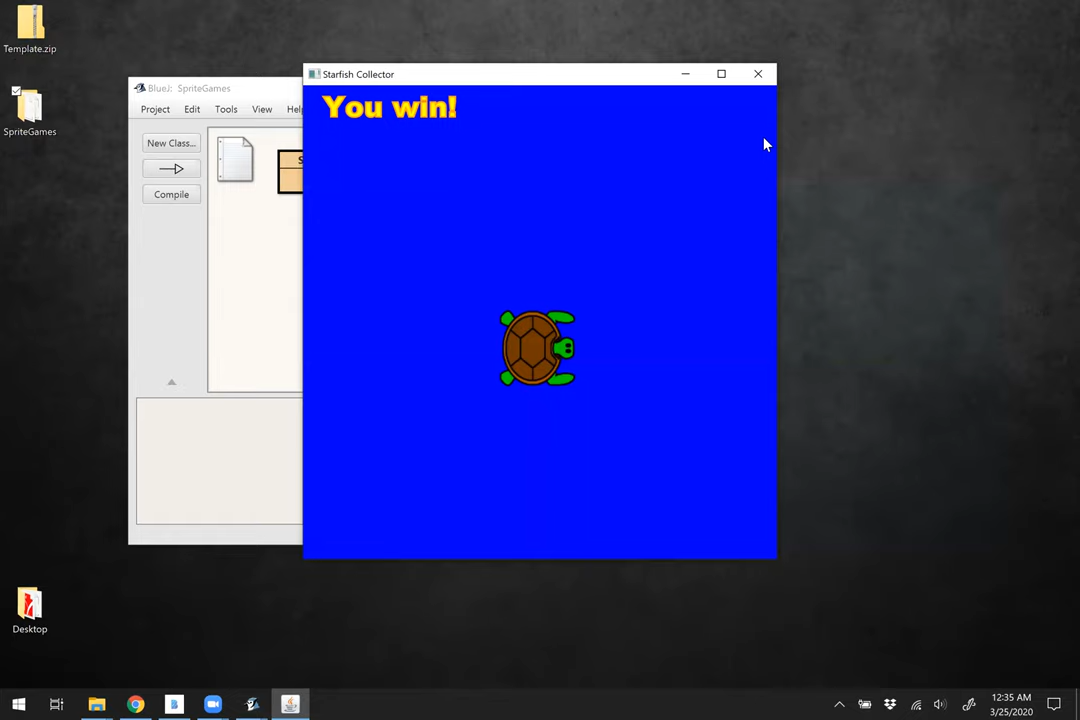 Template.zip
SpriteGames
BlueJ: SpriteGames
Project Edit Tools View Help
New Class...
Compile
Starfish Collector
You win!
Desktop
12:35 AM
3/25/2020